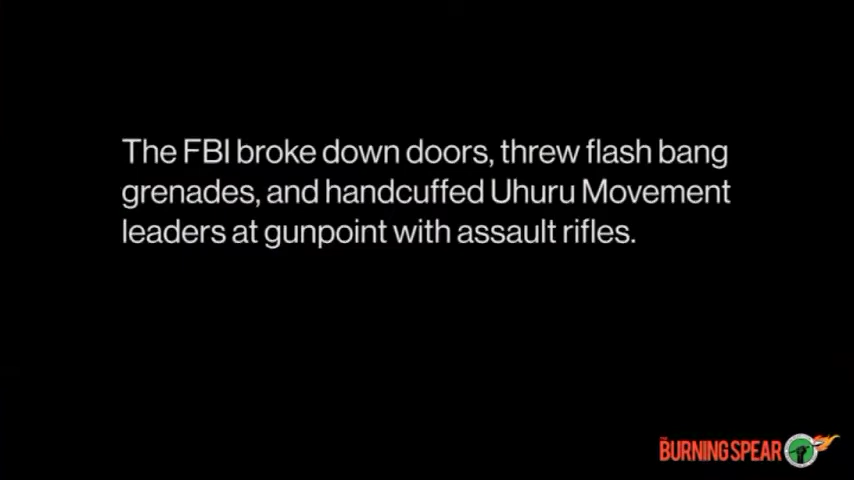 The FBI broke down doors, threw flash bang
grenades, and handcuffed Uhuru Movement
leaders at gunpoint with assault rifles.
THE BURNING SPEAR